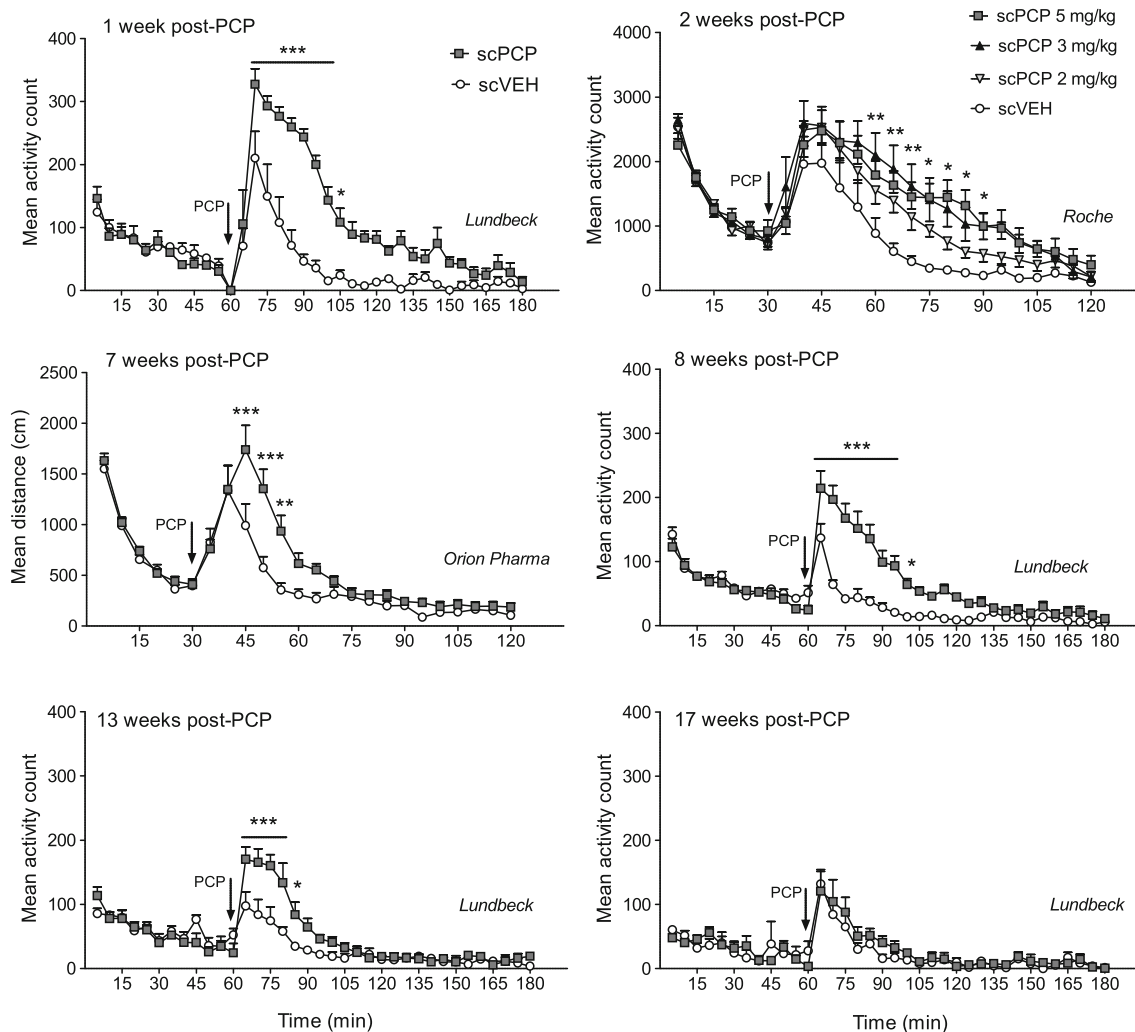 1 week post-PCP
400
300
200
100
0
Mean activity count
***
*
PCP
scPCP
scVEH
Lundbeck
15 30 45 60 75 90 105 120 135 150 165 180
2 weeks post-PCP
scPCP 5 mg/kg
scPCP 3 mg/kg
scPCP 2 mg/kg
scVEH
4000
3000
2000
1000
0
Mean activity count
PCP
** ** ** * * * *
Roche
15 30 45 60 75 90 105 120
7 weeks post-PCP
2500
2000
1500
1000
500
0
Mean distance (cm)
***
***
**
PCP
Orion Pharma
15 30 45 60 75 90 105 120
8 weeks post-PCP
400
300
200
100
0
Mean activity count
***
*
PCP
Lundbeck
15 30 45 60 75 90 105 120 135 150 165 180
13 weeks post-PCP
400
300
200
100
0
Mean activity count
***
*
PCP
Lundbeck
15 30 45 60 75 90 105 120 135 150 165 180
Time (min)
17 weeks post-PCP
400
300
200
100
0
Mean activity count
PCP
Lundbeck
15 30 45 60 75 90 105 120 135 150 165 180
Time (min)